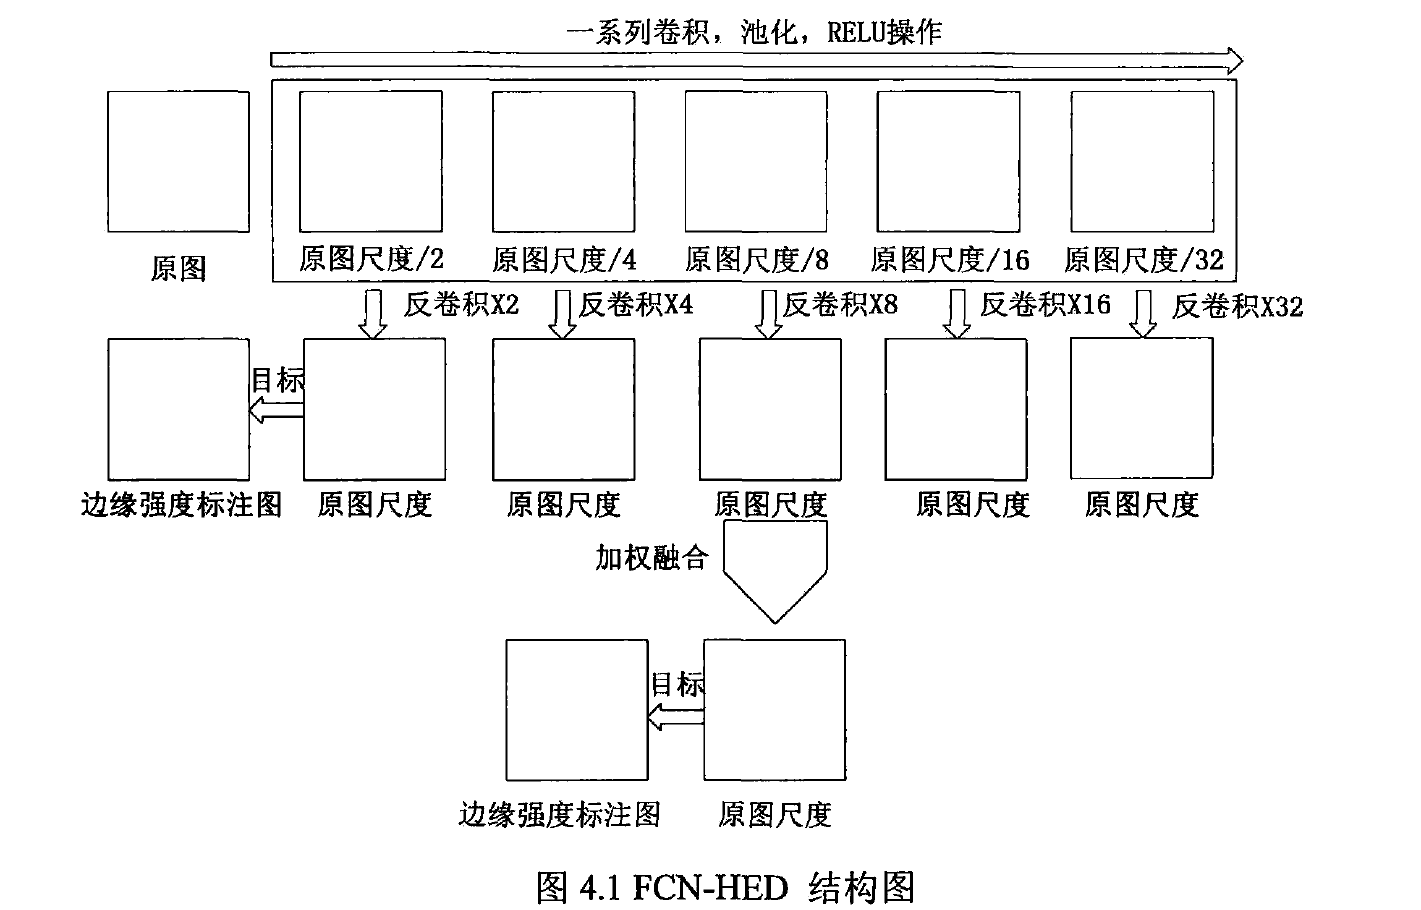 一系列卷积，池化，RELU操作
原图
原图尺度/2
原图尺度/4
原图尺度/8
原图尺度/16
原图尺度/32
反卷积X2
反卷积X4
反卷积X8
反卷积X16
反卷积X32
目标
边缘强度标注图
原图尺度
原图尺度
原图尺度
原图尺度
原图尺度
加权融合
目标
边缘强度标注图
原图尺度
图 4.1 FCN-HED 结构图